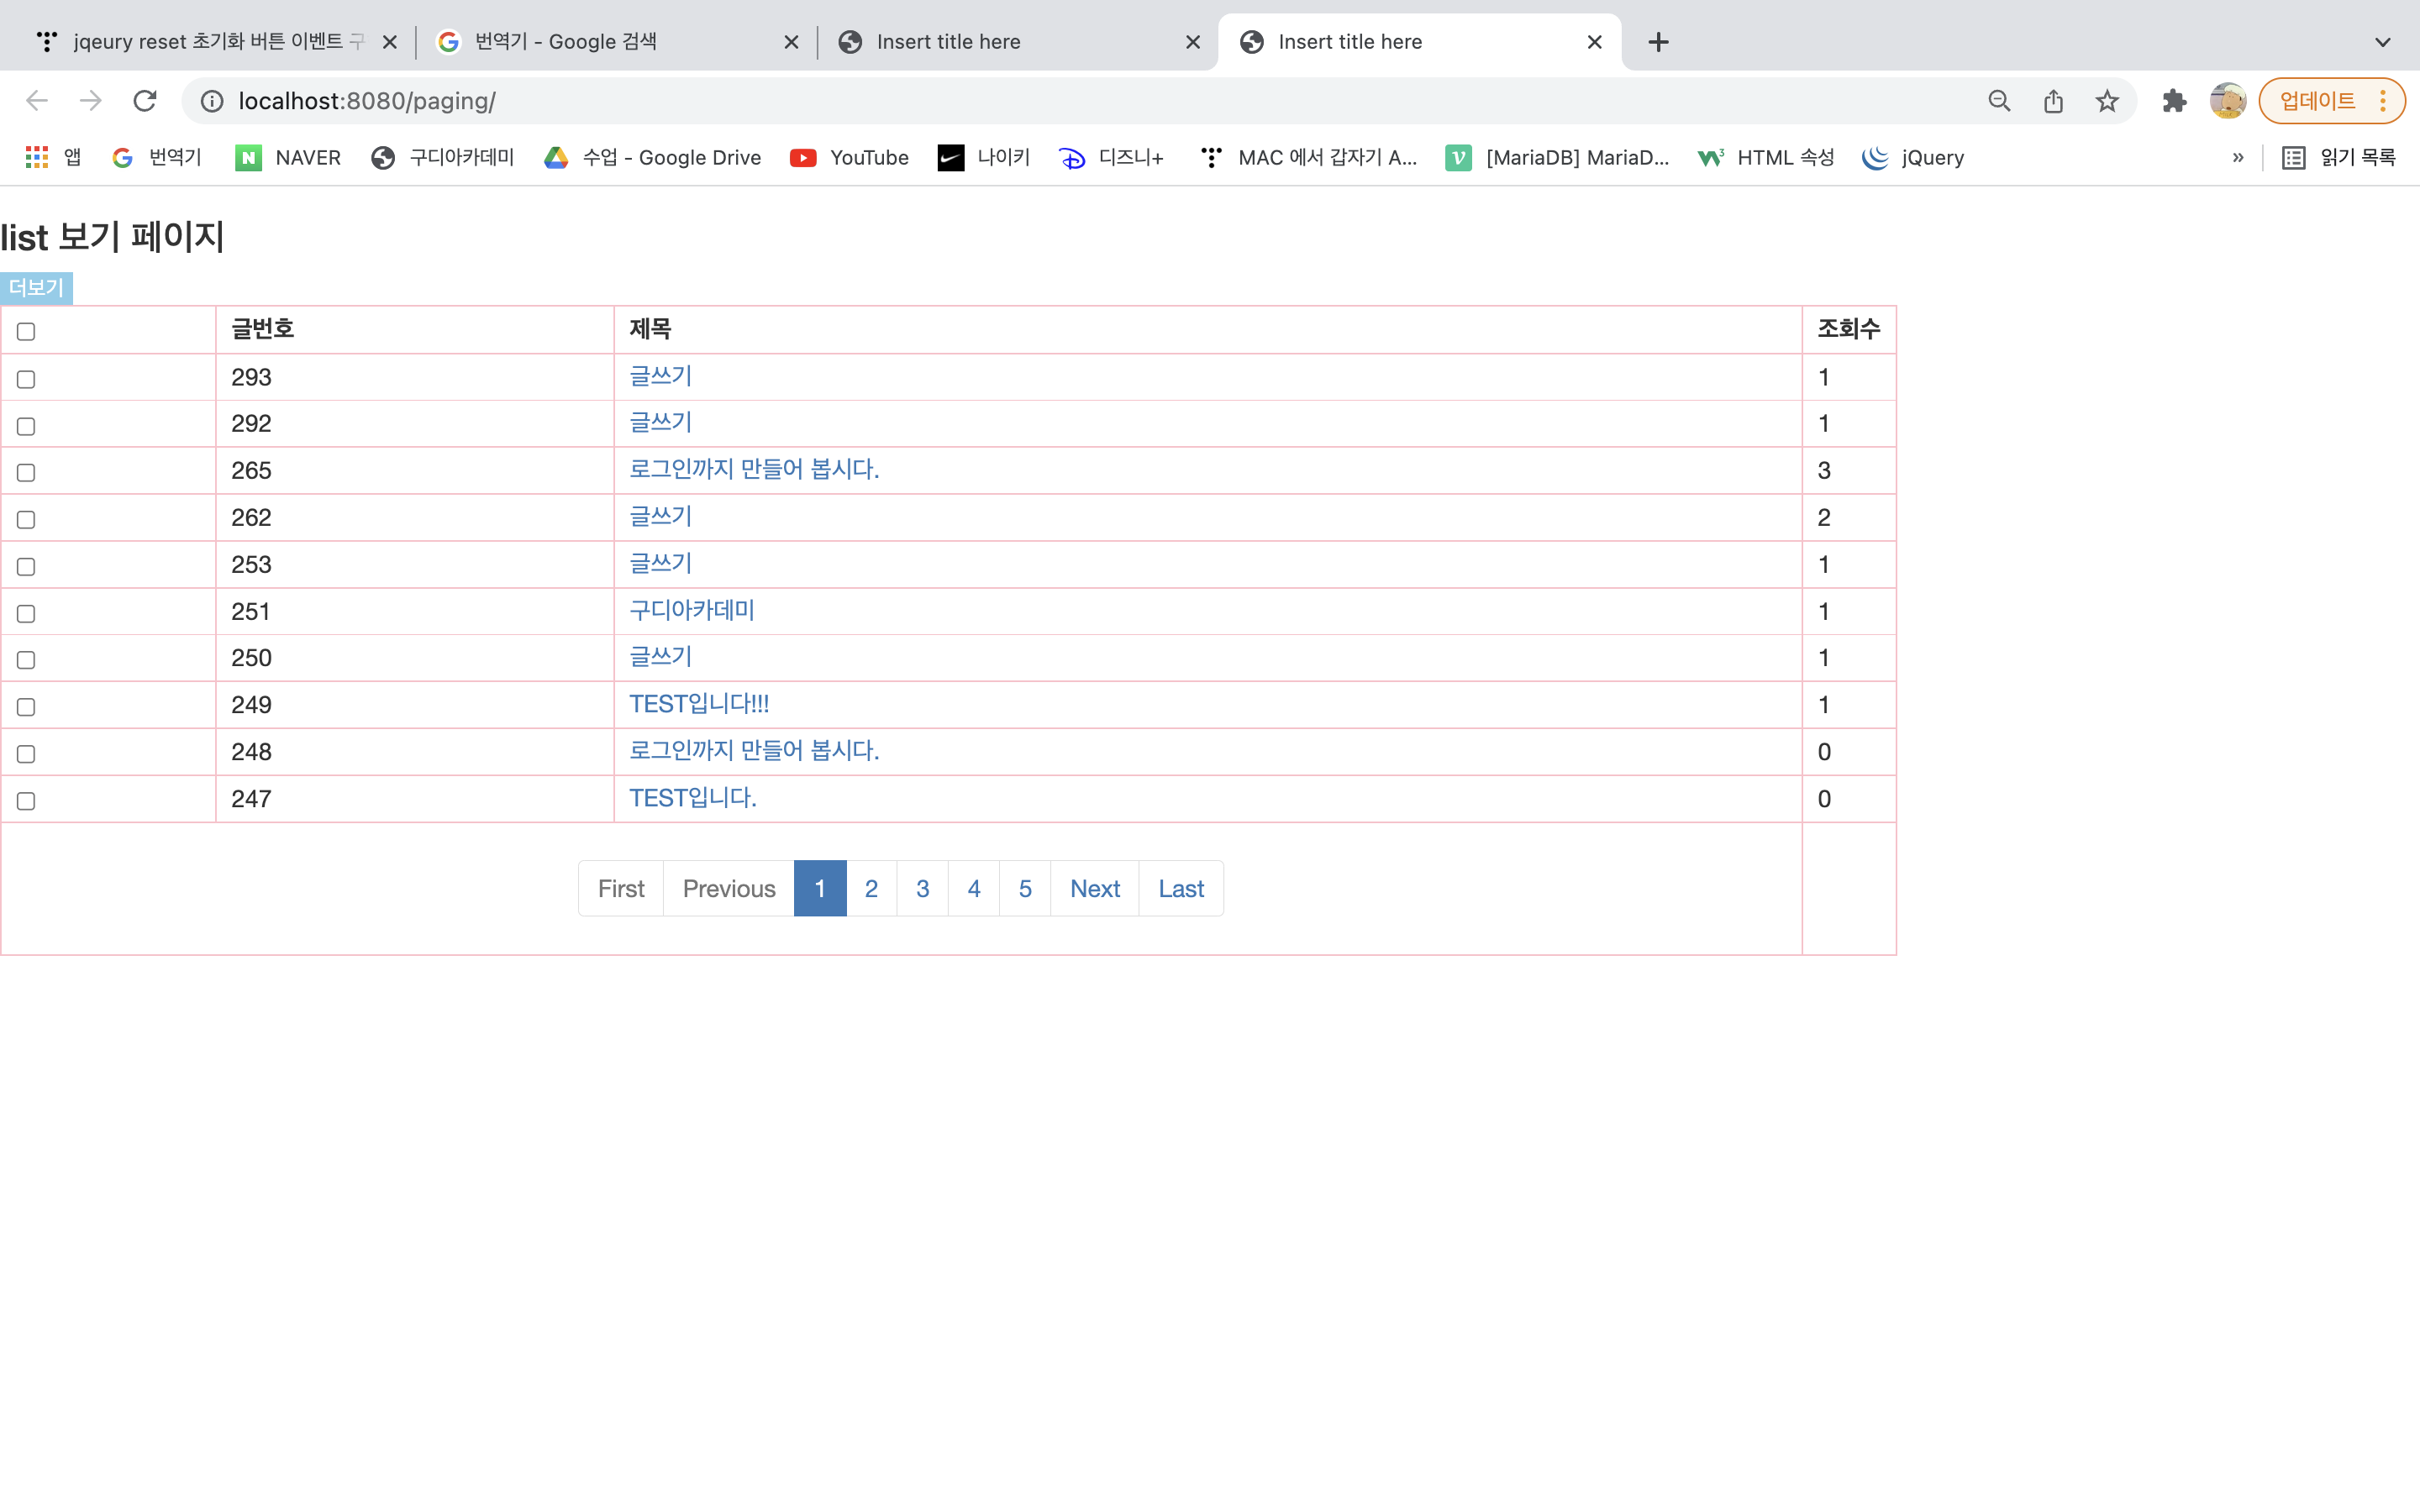 jqeury reset 초기화 버튼 이벤트 구
번역기 - Google 검색
Insert title here
Insert title here
localhost:8080/paging/
업데이트
앱
번역기
NAVER
구디아카데미
수업 - Google Drive
YouTube
나이키
디즈니+
MAC 에서 갑자기 A...
[MariaDB] MariaD...
HTML 속성
jQuery
»
읽기 목록
list 보기 페이지
더보기
글번호 제목 조회수
293 글쓰기 1
292 글쓰기 1
265 로그인까지 만들어 봅시다. 3
262 글쓰기 2
253 글쓰기 1
251 구디아카데미 1
250 글쓰기 1
249 TEST입니다!!! 1
248 로그인까지 만들어 봅시다. 0
247 TEST입니다. 0
First Previous 1 2 3 4 5 Next Last